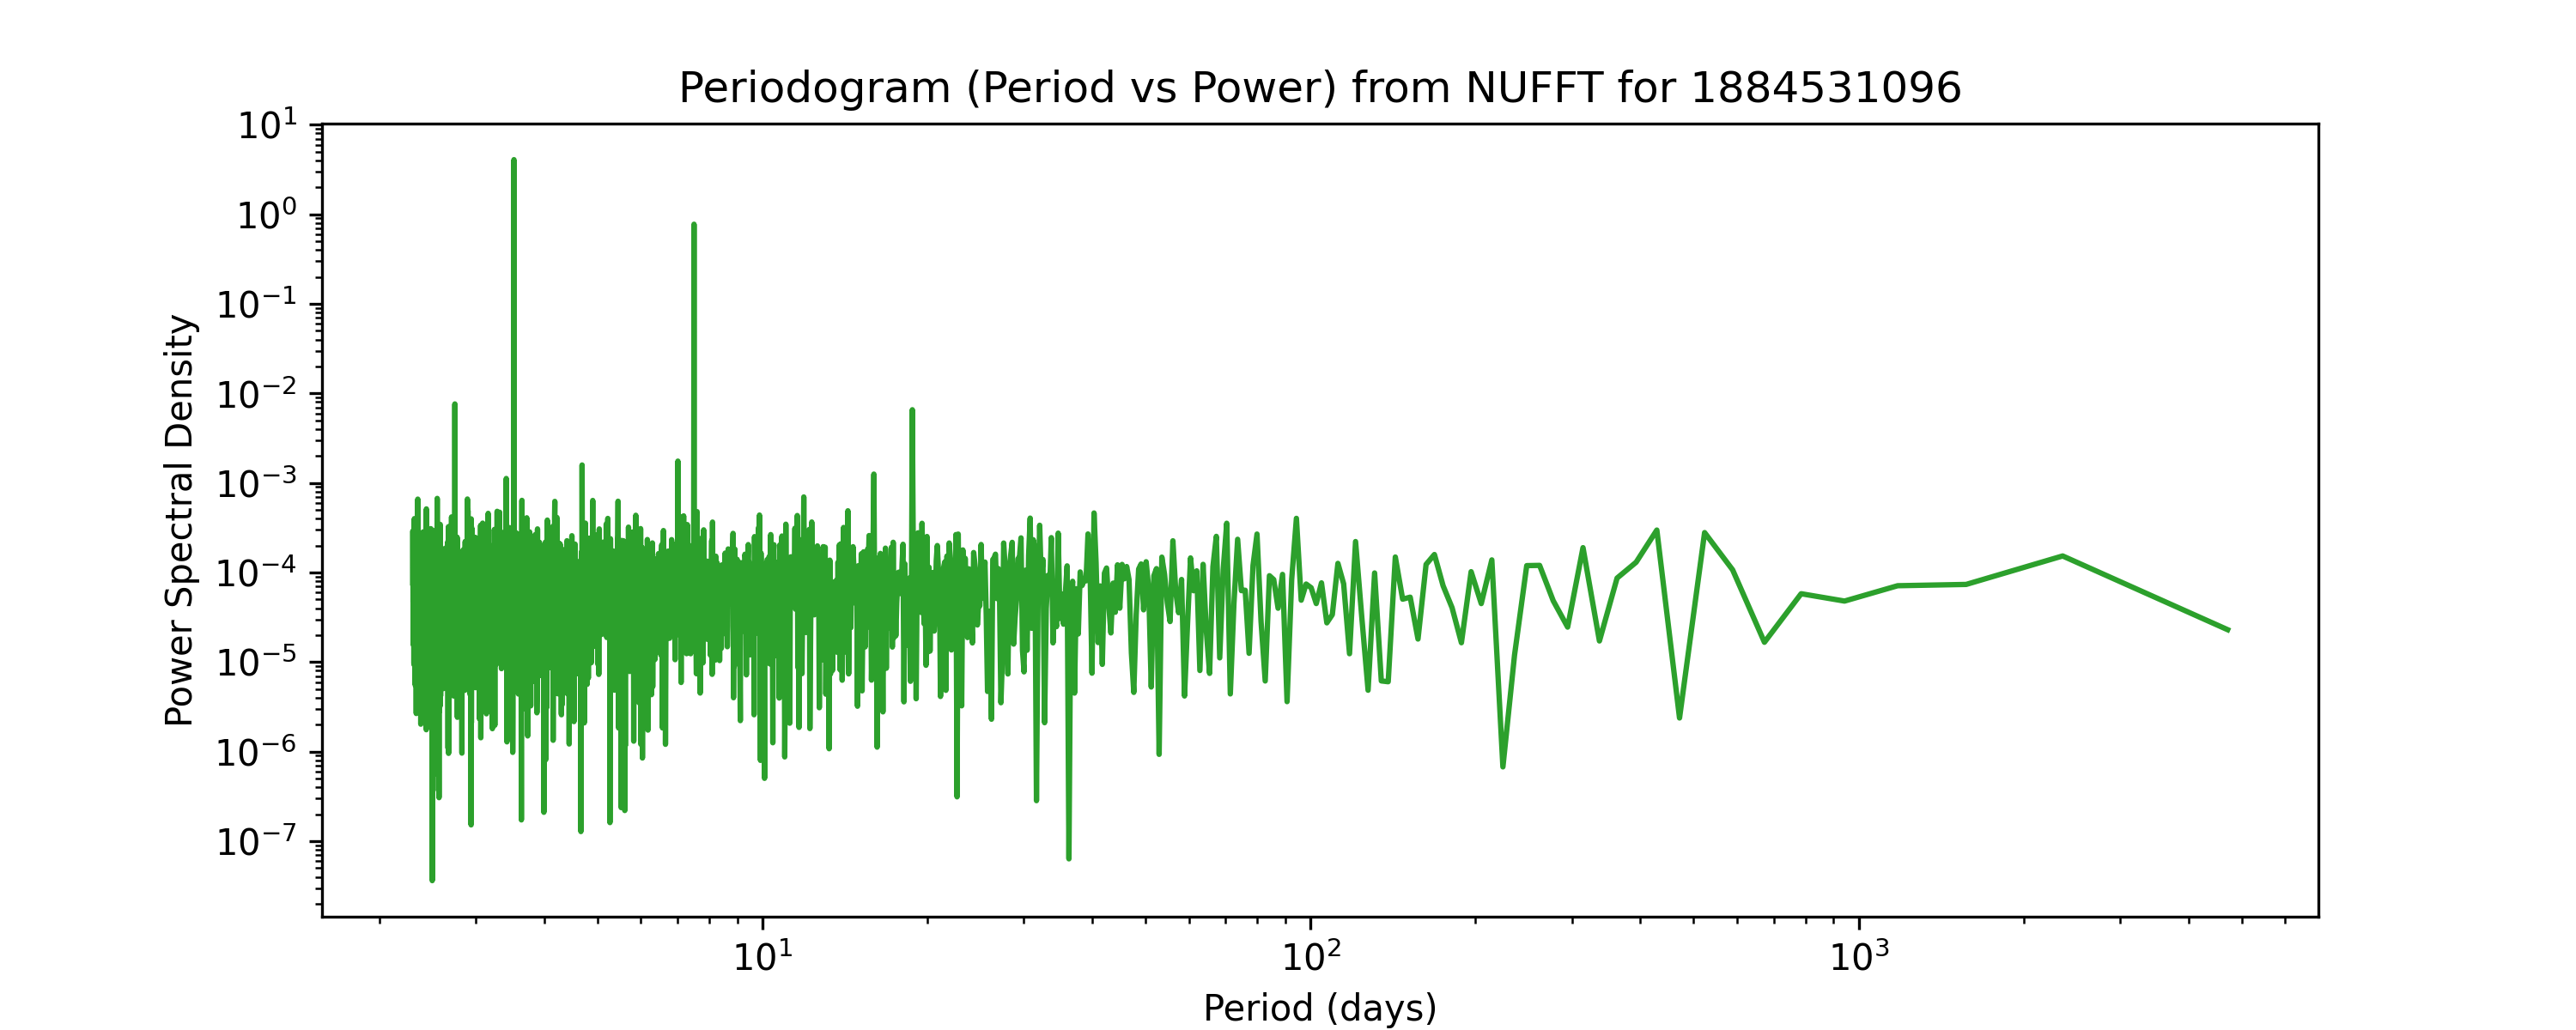 Periodogram (Period vs Power) from NUFFT for 1884531096
Power Spectral Density
10¹
10⁰
10⁻¹
10⁻²
10⁻³
10⁻⁴
10⁻⁵
10⁻⁶
10⁻⁷
10¹ 10² 10³
Period (days)